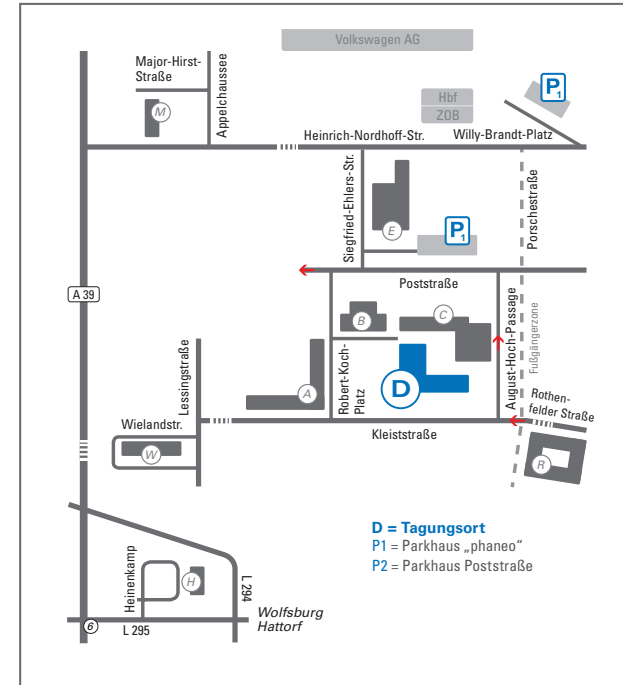 Volkswagen AG
Major-Hirst-
Straße
Appelchaussee
M
P1
Hbf
ZOB
Heinrich-Nordhoff-Str.
Willy-Brandt-Platz
Siegfried-Ehlers-Str.
E
P1
Porschestraße
A 39
Poststraße
B
C
August-Hoch-Passage
Fußgängerzone
Lessingstraße
A
Robert-Koch-
Platz
D
Rothen-
felder Straße
Wielandstr.
W
Kleiststraße
R
D = Tagungsort
P1 = Parkhaus „phaneo“
P2 = Parkhaus Poststraße
Heinenkamp
H
L 294
Wolfsburg
Hattorf
6
L 295